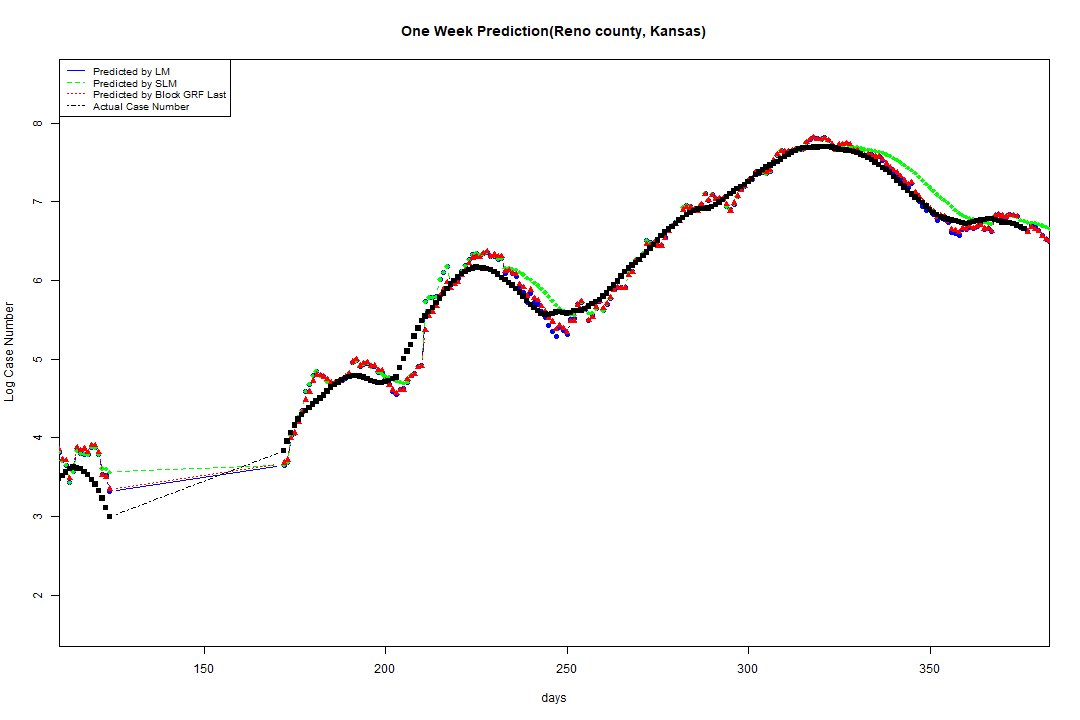 One Week Prediction(Reno county, Kansas)
Predicted by LM
Predicted by SLM
Predicted by Block GRF Last
Actual Case Number
8
7
6
5
4
3
2
Log Case Number
150 200 250 300 350
days